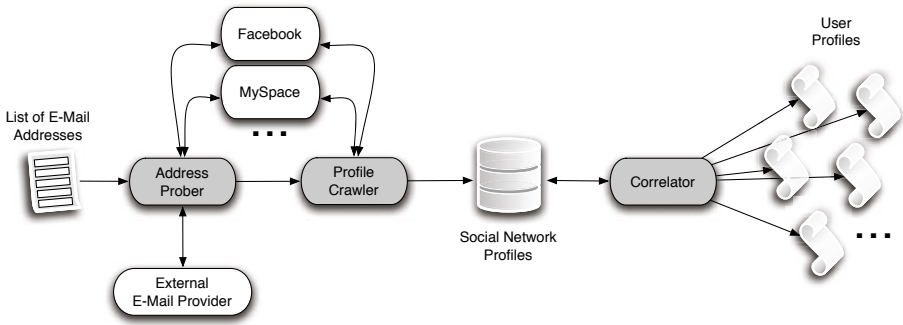 Facebook
MySpace
...
List of E-Mail
Addresses
Address
Prober
Profile
Crawler
External
E-Mail Provider
Social Network
Profiles
Correlator
User
Profiles
...